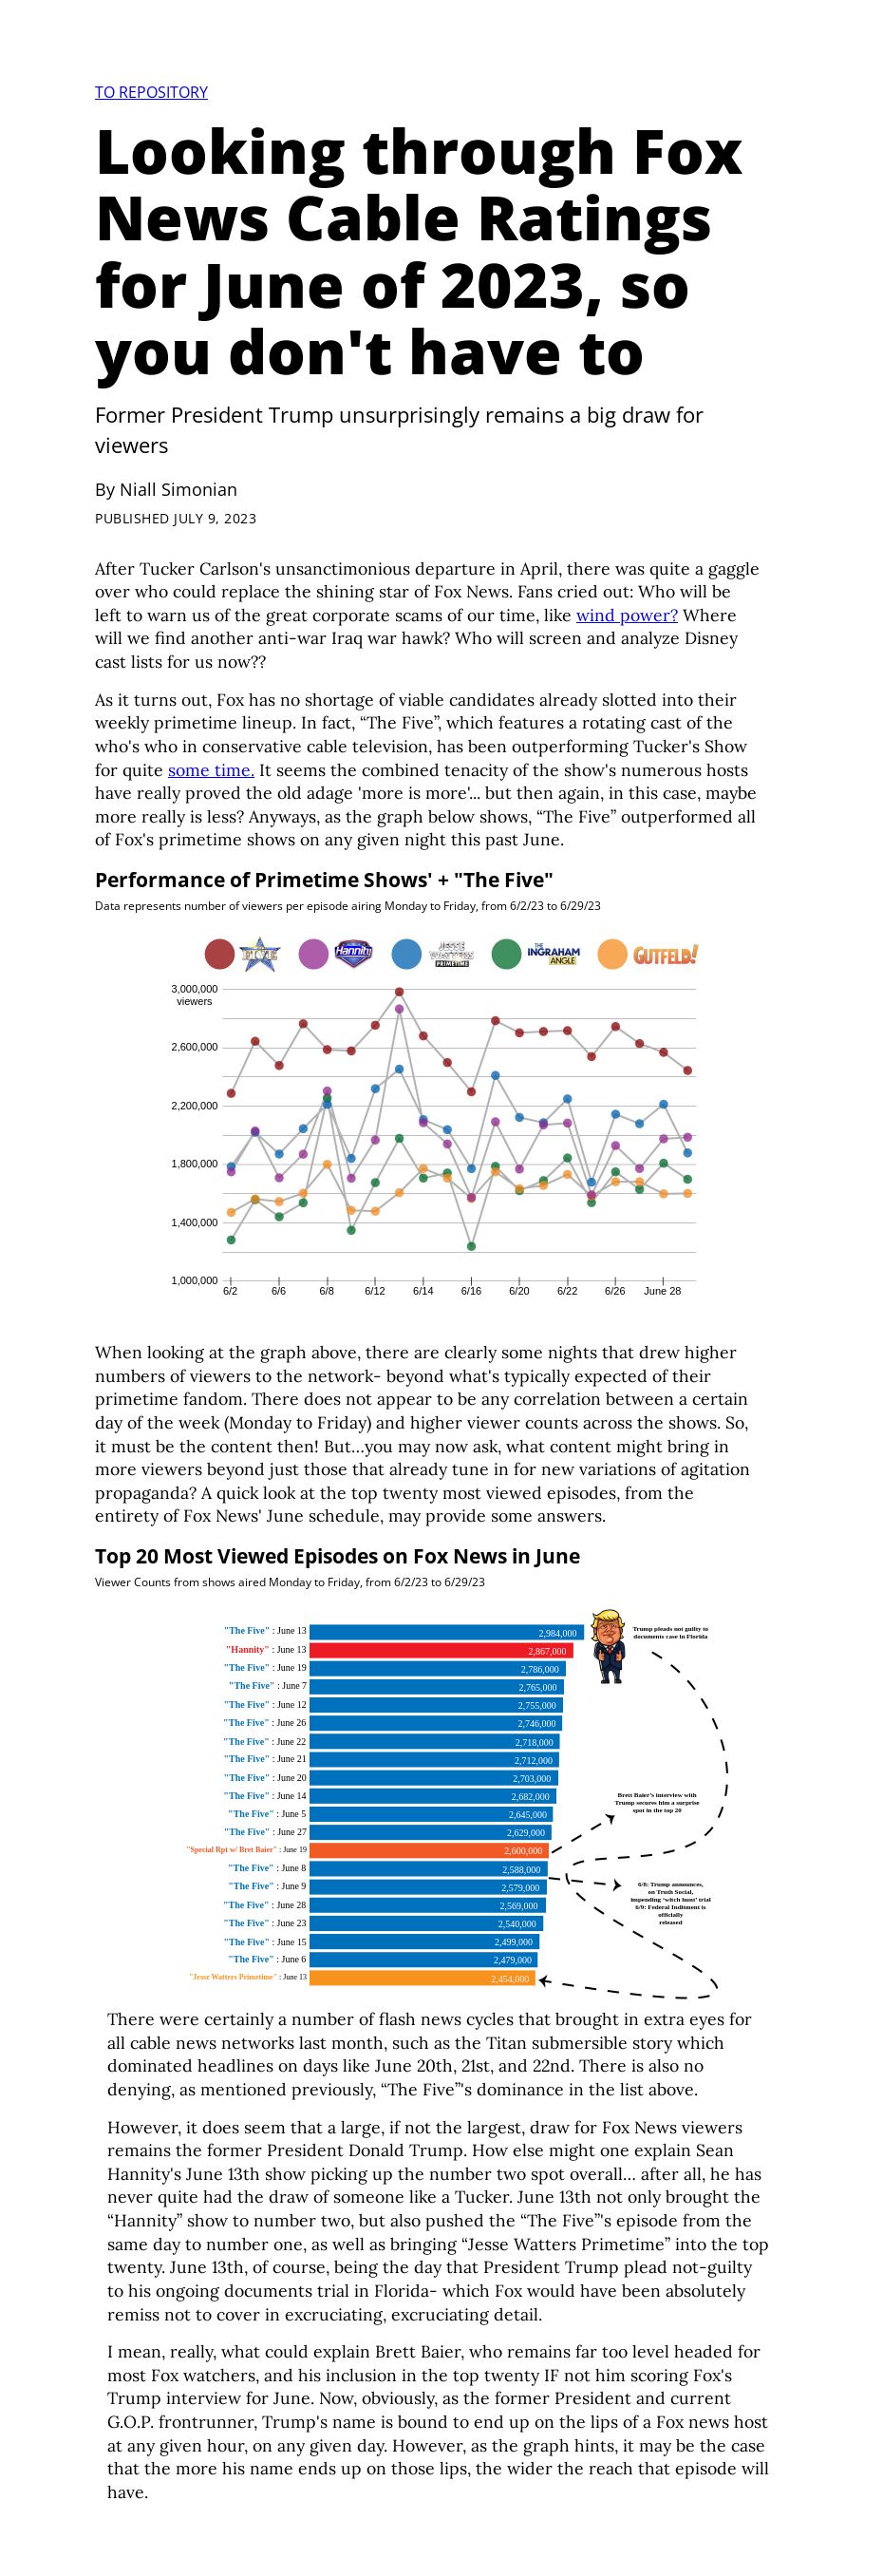 TO REPOSITORY
Looking through Fox
News Cable Ratings
for June of 2023, so
you don't have to
Former President Trump unsurprisingly remains a big draw for
viewers
By Niall Simonian
PUBLISHED JULY 9, 2023
After Tucker Carlson's unsanctimonious departure in April, there was quite a gaggle
over who could replace the shining star of Fox News. Fans cried out: Who will be
left to warn us of the great corporate scams of our time, like wind power? Where
will we find another anti-war Iraq war hawk? Who will screen and analyze Disney
cast lists for us now??
As it turns out, Fox has no shortage of viable candidates already slotted into their
weekly primetime lineup. In fact, “The Five”, which features a rotating cast of the
who's who in conservative cable television, has been outperforming Tucker's Show
for quite some time. It seems the combined tenacity of the show's numerous hosts
have really proved the old adage 'more is more'... but then again, in this case, maybe
more really is less? Anyways, as the graph below shows, “The Five” outperformed all
of Fox's primetime shows on any given night this past June.
Performance of Primetime Shows' + "The Five"
Data represents number of viewers per episode airing Monday to Friday, from 6/2/23 to 6/29/23
FIVE Hannity JESSE WATTERS PRIMETIME THE INGRAHAM ANGLE GUTFELD!
3,000,000
viewers
2,600,000
2,200,000
1,800,000
1,400,000
1,000,000
6/2 6/6 6/8 6/12 6/14 6/16 6/20 6/22 6/26 June 28
When looking at the graph above, there are clearly some nights that drew higher
numbers of viewers to the network- beyond what's typically expected of their
primetime fandom. There does not appear to be any correlation between a certain
day of the week (Monday to Friday) and higher viewer counts across the shows. So,
it must be the content then! But...you may now ask, what content might bring in
more viewers beyond just those that already tune in for new variations of agitation
propaganda? A quick look at the top twenty most viewed episodes, from the
entirety of Fox News' June schedule, may provide some answers.
Top 20 Most Viewed Episodes on Fox News in June
Viewer Counts from shows aired Monday to Friday, from 6/2/23 to 6/29/23
"The Five" : June 13 2,984,000
Trump pleads not guilty to
documents case in Florida
"Hannity" : June 13 2,867,000
"The Five" : June 19 2,786,000
"The Five" : June 7 2,765,000
"The Five" : June 12 2,755,000
"The Five" : June 26 2,746,000
"The Five" : June 22 2,718,000
"The Five" : June 21 2,712,000
"The Five" : June 20 2,703,000
"The Five" : June 14 2,682,000
"The Five" : June 5 2,645,000
"The Five" : June 27 2,629,000
Bret Baier's interview with
Trump secures him a surprise
spot in the top 20
"Special Rpt w/ Bret Baier" : June 19 2,600,000
"The Five" : June 8 2,588,000
"The Five" : June 9 2,579,000
"The Five" : June 28 2,569,000
6/8: Trump announces,
on Truth Social,
impending 'witch hunt' trial
6/9: Federal Inditment is
officially
released
"The Five" : June 23 2,540,000
"The Five" : June 15 2,499,000
"The Five" : June 6 2,479,000
"Jesse Watters Primetime" : June 13 2,454,000
There were certainly a number of flash news cycles that brought in extra eyes for
all cable news networks last month, such as the Titan submersible story which
dominated headlines on days like June 20th, 21st, and 22nd. There is also no
denying, as mentioned previously, “The Five”'s dominance in the list above.
However, it does seem that a large, if not the largest, draw for Fox News viewers
remains the former President Donald Trump. How else might one explain Sean
Hannity's June 13th show picking up the number two spot overall... after all, he has
never quite had the draw of someone like a Tucker. June 13th not only brought the
“Hannity” show to number two, but also pushed the “The Five”'s episode from the
same day to number one, as well as bringing “Jesse Watters Primetime” into the top
twenty. June 13th, of course, being the day that President Trump plead not-guilty
to his ongoing documents trial in Florida- which Fox would have been absolutely
remiss not to cover in excruciating, excruciating detail.
I mean, really, what could explain Brett Baier, who remains far too level headed for
most Fox watchers, and his inclusion in the top twenty IF not him scoring Fox's
Trump interview for June. Now, obviously, as the former President and current
G.O.P. frontrunner, Trump's name is bound to end up on the lips of a Fox news host
at any given hour, on any given day. However, as the graph hints, it may be the case
that the more his name ends up on those lips, the wider the reach that episode will
have.